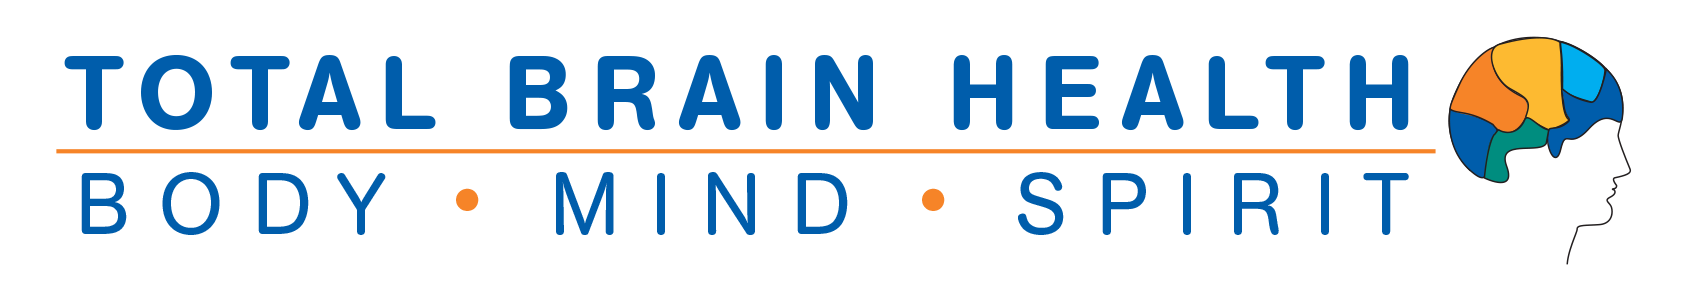 TOTAL BRAIN HEALTH
BODY • MIND • SPIRIT